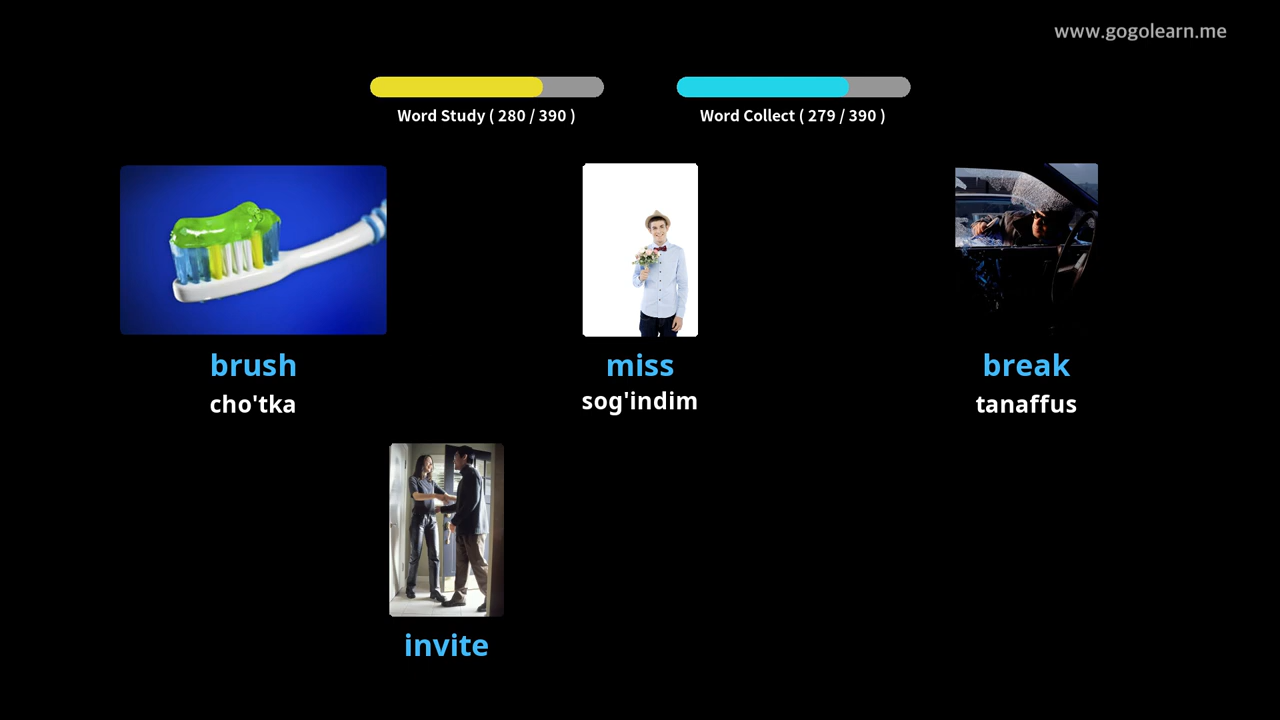 www.gogolearn.me
Word Study ( 280 / 390 )
Word Collect ( 279 / 390 )
brush
cho'tka
miss
sog'indim
break
tanaffus
invite